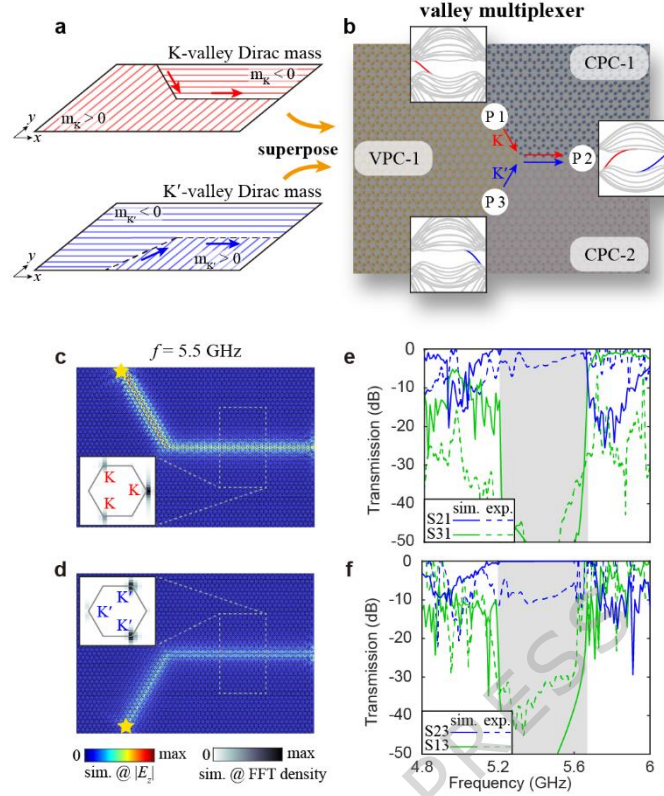 valley multiplexer
a
K-valley Dirac mass
m_K < 0
m_K > 0
y
x
superpose
K′-valley Dirac mass
m_K′ < 0
m_K′ > 0
y
x
b
CPC-1
P 1
K
VPC-1
P 2
K′
P 3
CPC-2
c
f = 5.5 GHz
K
K
K
d
K′
K′
K′
0 max
sim. @ |E_z|
0 max
sim. @ FFT density
e
Transmission (dB)
0
-10
-20
-30
-40
-50
sim. exp.
S21
S31
f
Transmission (dB)
0
-10
-20
-30
-40
-50
sim. exp.
S23
S13
4.8 5.2 5.6 6
Frequency (GHz)
PRESS